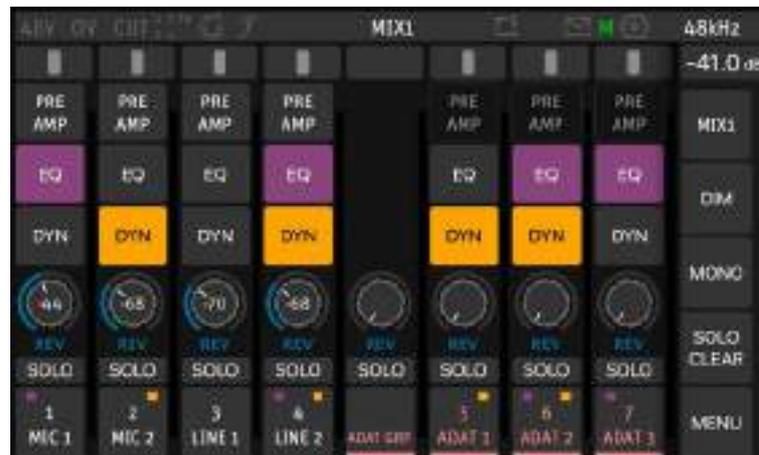 MIX1 M 48kHz
-41.0 dB
PRE AMP PRE AMP PRE AMP PRE AMP PRE AMP PRE AMP PRE AMP MIX1
EQ EQ EQ EQ EQ EQ EQ
DIM
DYN DYN DYN DYN DYN DYN DYN
MONO
-44 -68 -70 -68
REV REV REV REV REV REV REV REV
SOLO SOLO SOLO SOLO SOLO SOLO SOLO SOLO SOLO CLEAR
1 2 3 4 5 6 7
MIC 1 MIC 2 LINE 1 LINE 2 ADAT GRP ADAT 1 ADAT 2 ADAT 3 MENU